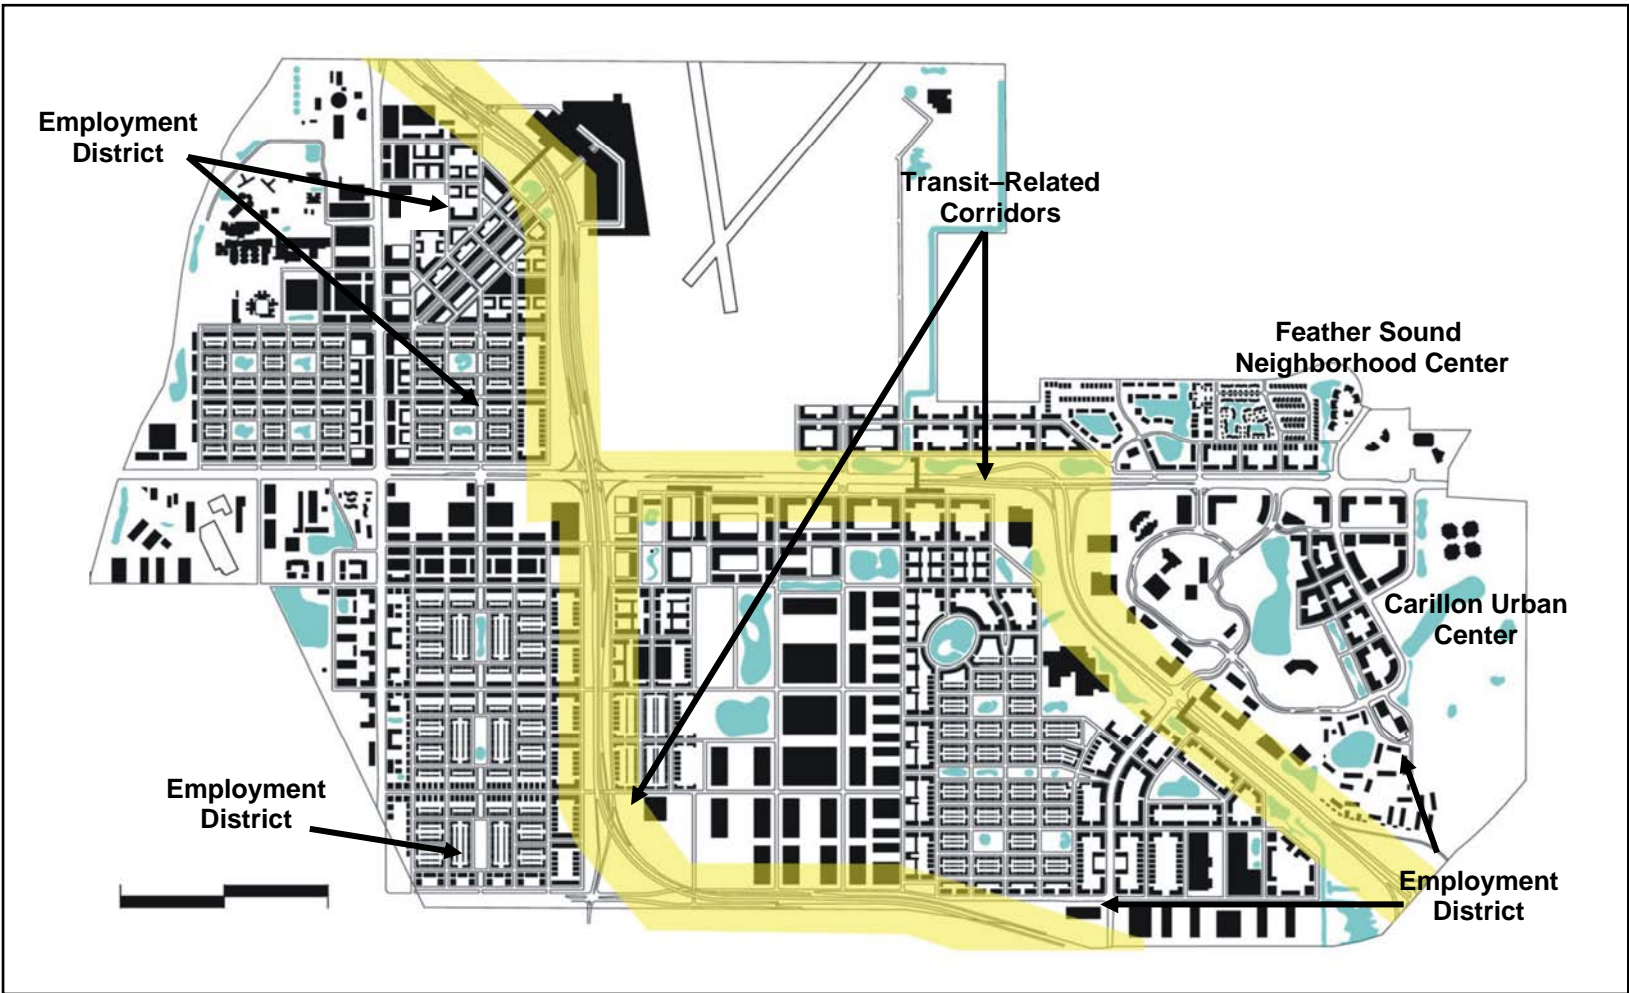 Employment
District
Transit–Related
Corridors
Feather Sound
Neighborhood Center
Carillon Urban
Center
Employment
District
Employment
District